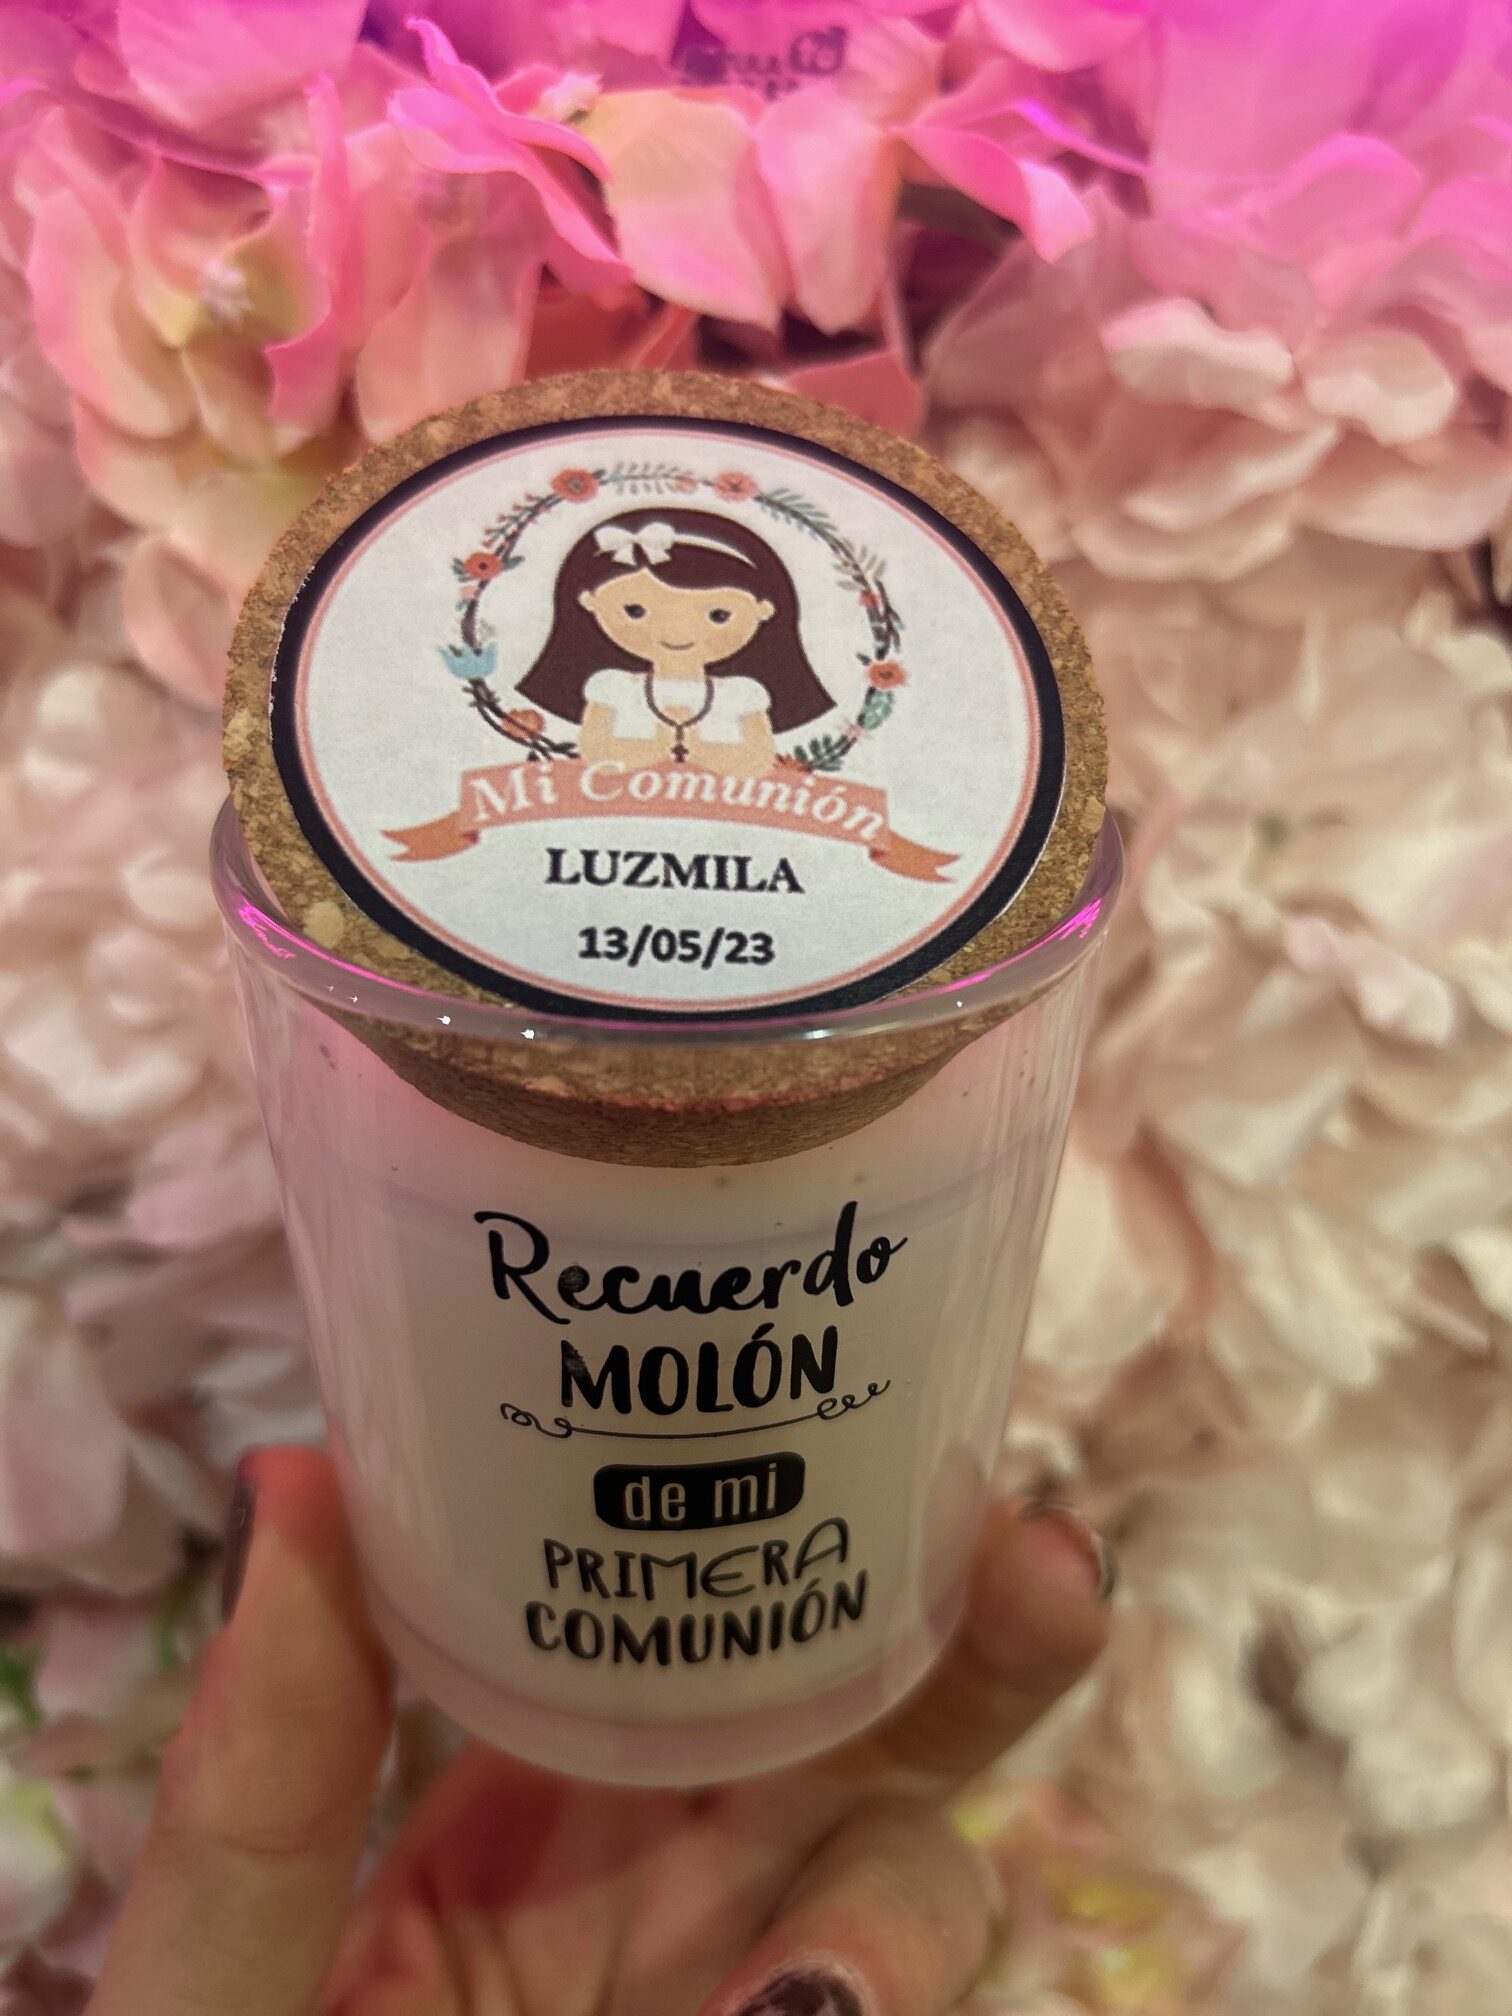 Mi Comunión
LUZMILA
13/05/23
Recuerdo
MOLÓN
de mi
PRIMERA
COMUNIÓN